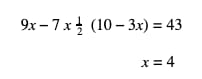 9x – 7 x ½ (10 – 3x) = 43
x = 4